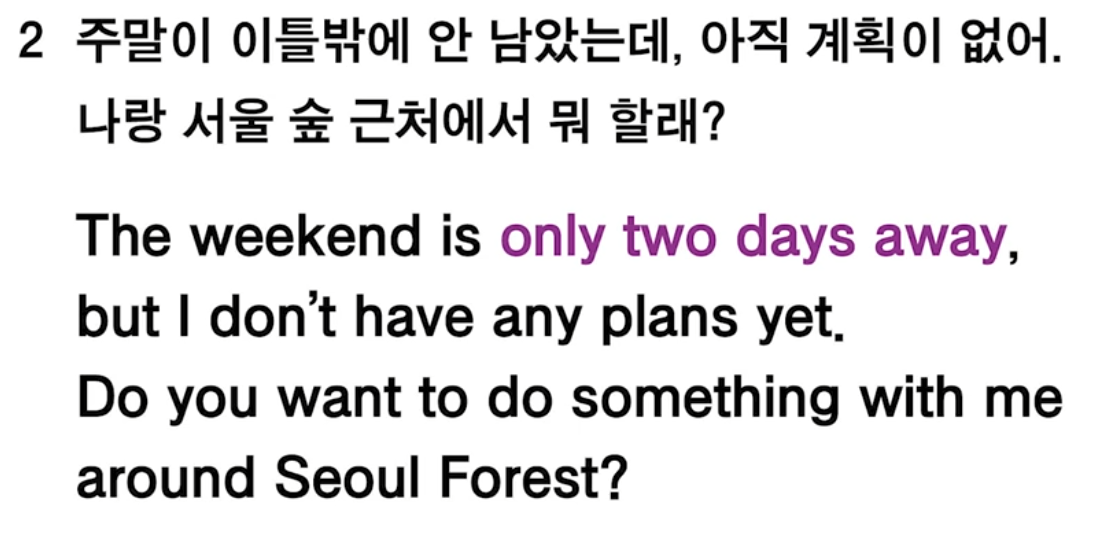 2 주말이 이틀밖에 안 남았는데, 아직 계획이 없어.
나랑 서울 숲 근처에서 뭐 할래?
The weekend is only two days away,
but I don’t have any plans yet.
Do you want to do something with me
around Seoul Forest?